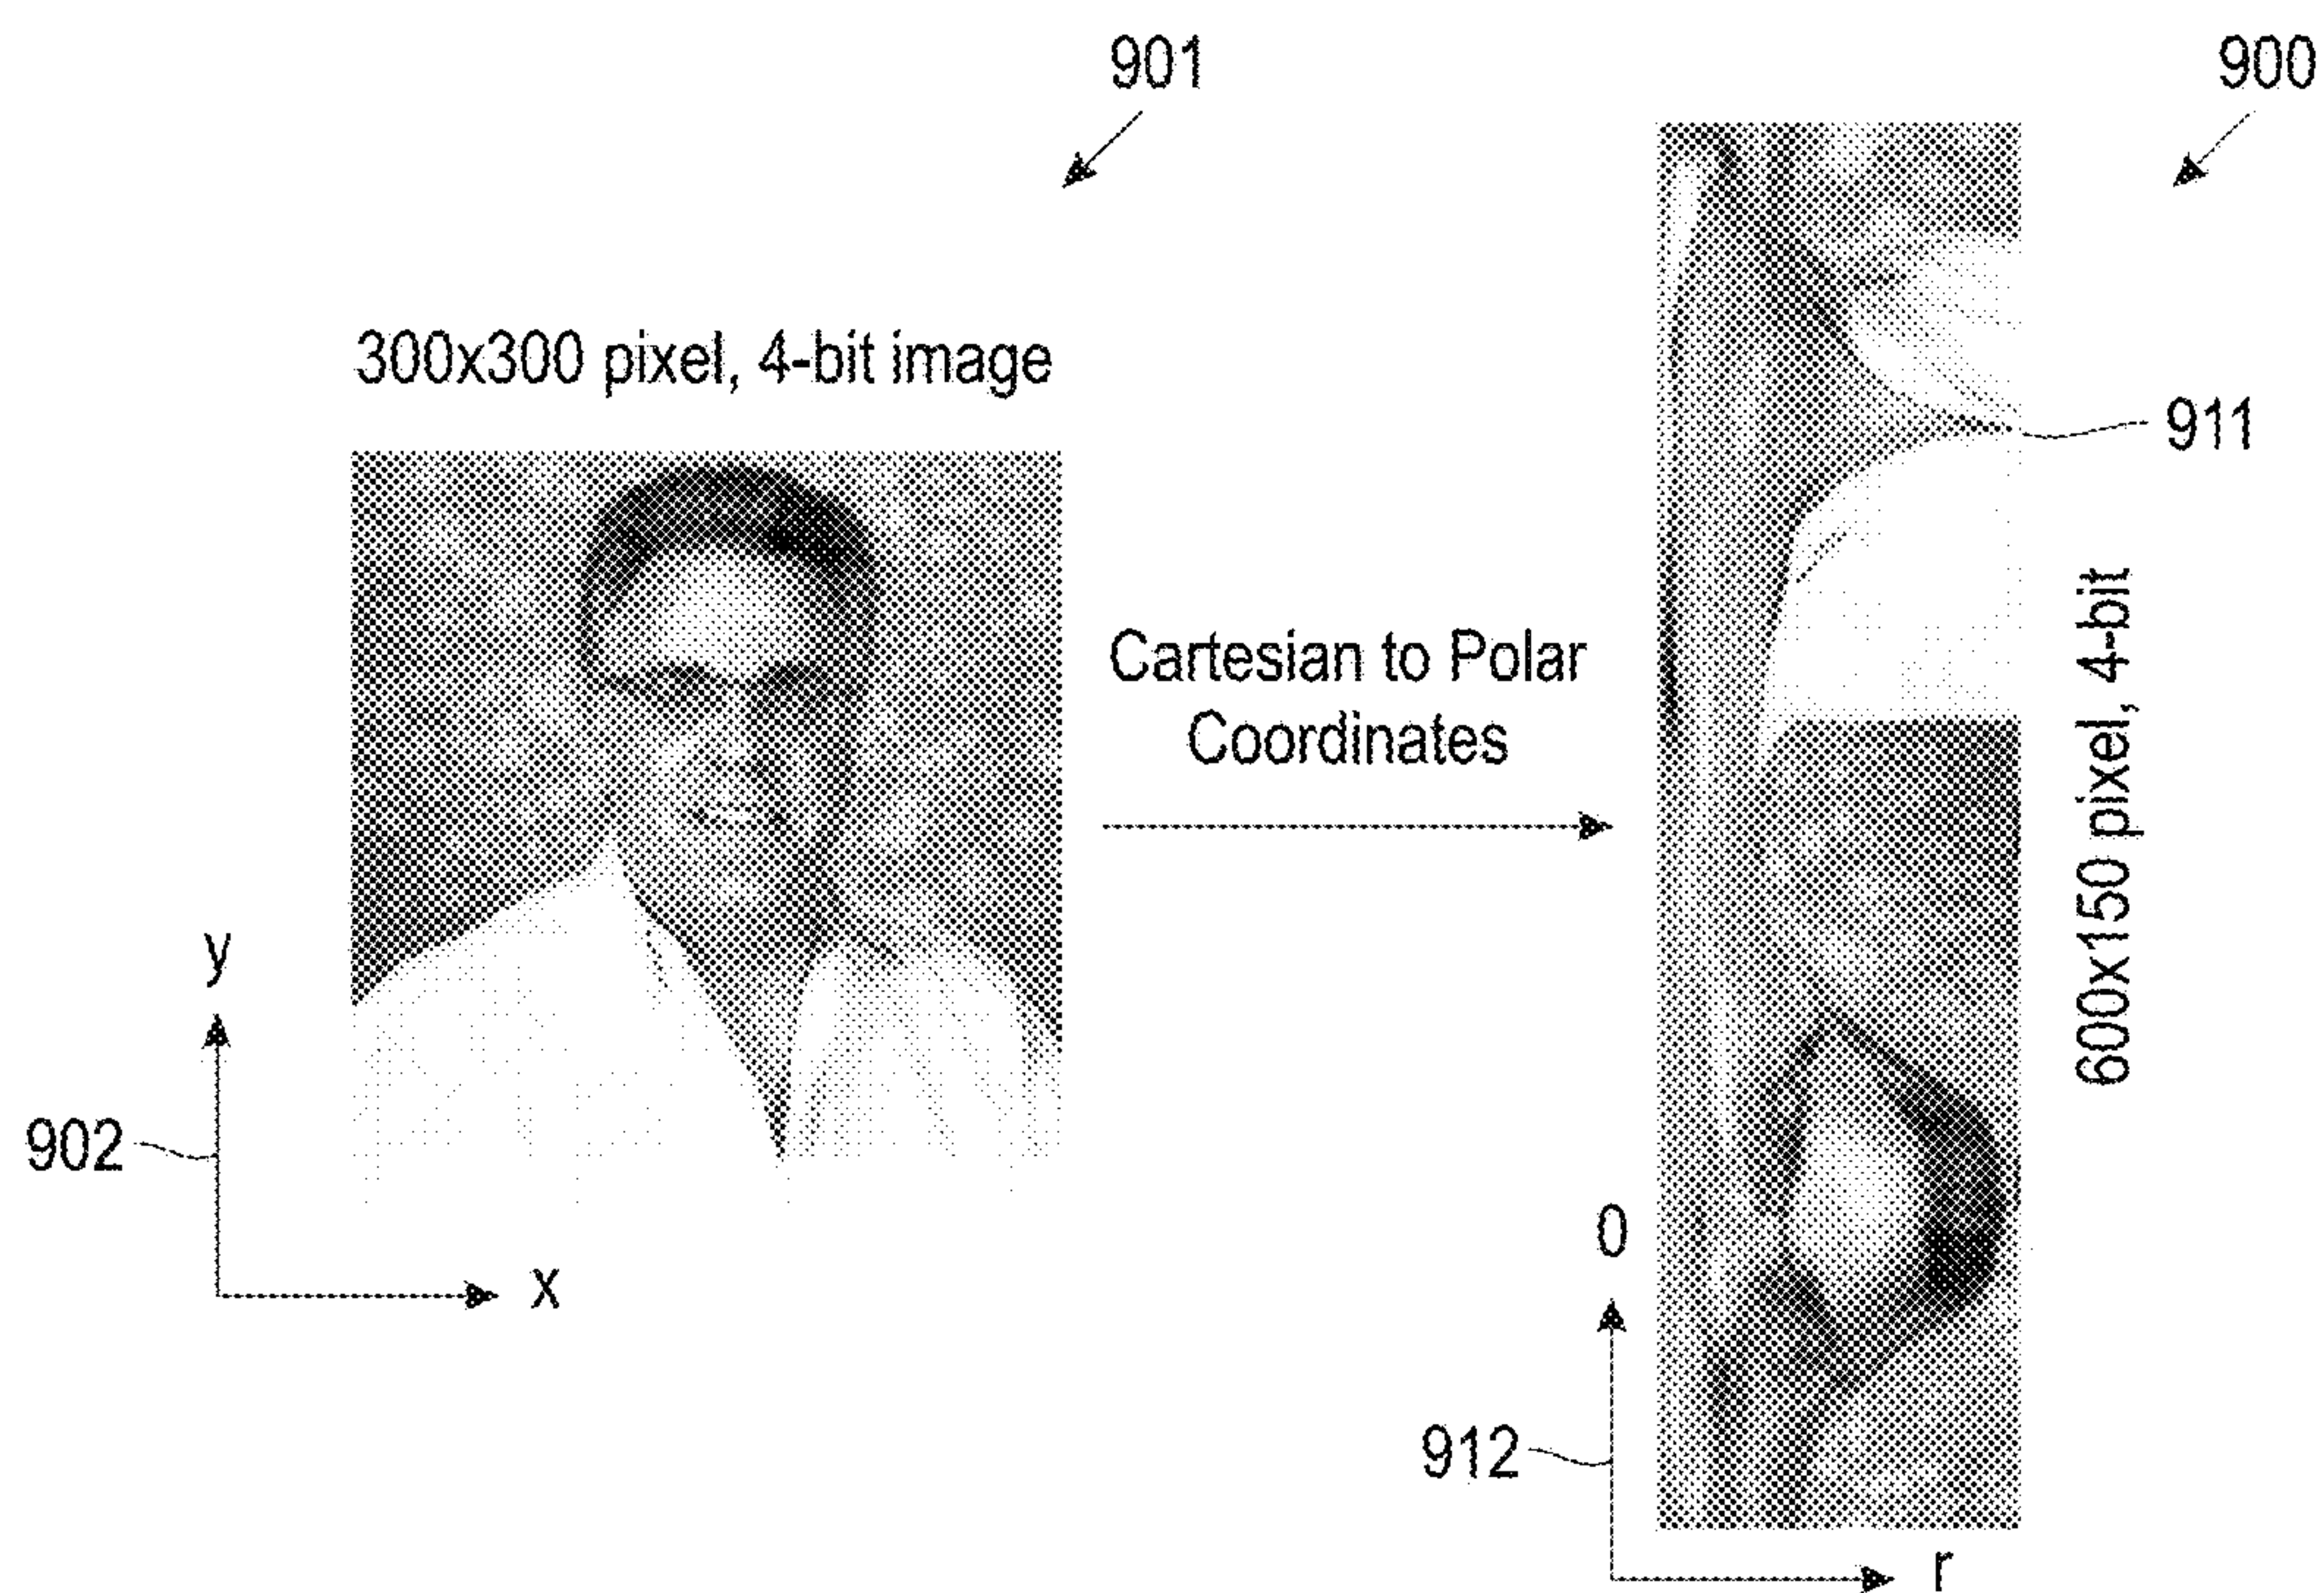 901
900
300x300 pixel, 4-bit image
911
Cartesian to Polar
Coordinates
600x150 pixel, 4-bit
y
902
x
0
912
r